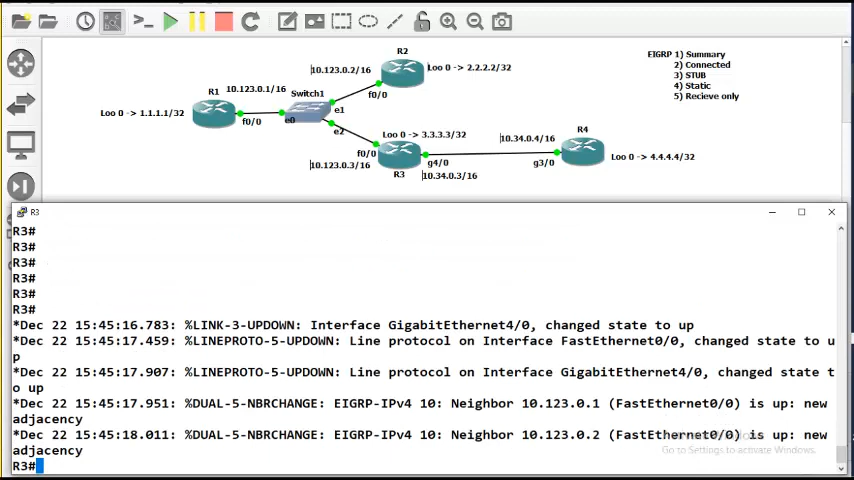 R2
10.123.0.2/16
Loo 0 -> 2.2.2.2/32
EIGRP 1) Summary
2) Connected
3) STUB
4) Static
5) Recieve only
R1
10.123.0.1/16
Switch1
f0/0
Loo 0 -> 1.1.1.1/32
f0/0
e0
e1
e2
Loo 0 -> 3.3.3.3/32
10.34.0.4/16
R4
f0/0
10.123.0.3/16
g4/0
g3/0
Loo 0 -> 4.4.4.4/32
R3
10.34.0.3/16
R3
R3#
R3#
R3#
R3#
R3#
R3#
*Dec 22 15:45:16.783: %LINK-3-UPDOWN: Interface GigabitEthernet4/0, changed state to up
*Dec 22 15:45:17.459: %LINEPROTO-5-UPDOWN: Line protocol on Interface FastEthernet0/0, changed state to u
p
*Dec 22 15:45:17.907: %LINEPROTO-5-UPDOWN: Line protocol on Interface GigabitEthernet4/0, changed state t
o up
*Dec 22 15:45:17.951: %DUAL-5-NBRCHANGE: EIGRP-IPv4 10: Neighbor 10.123.0.1 (FastEthernet0/0) is up: new
adjacency
*Dec 22 15:45:18.011: %DUAL-5-NBRCHANGE: EIGRP-IPv4 10: Neighbor 10.123.0.2 (FastEthernet0/0) is up: new
adjacency
Go to Settings to activate Windows.
R3#